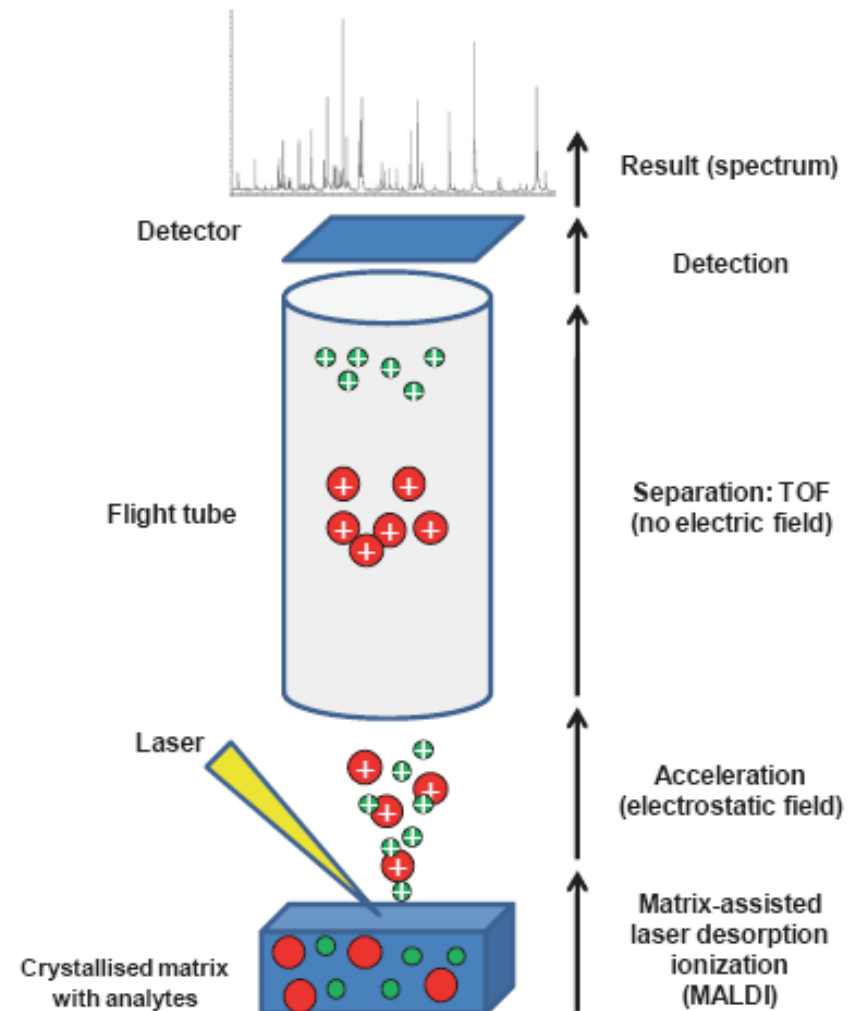 Result (spectrum)
Detector
Detection
Flight tube
Separation: TOF
(no electric field)
Laser
Acceleration
(electrostatic field)
Matrix-assisted
laser desorption
ionization
(MALDI)
Crystallised matrix
with analytes